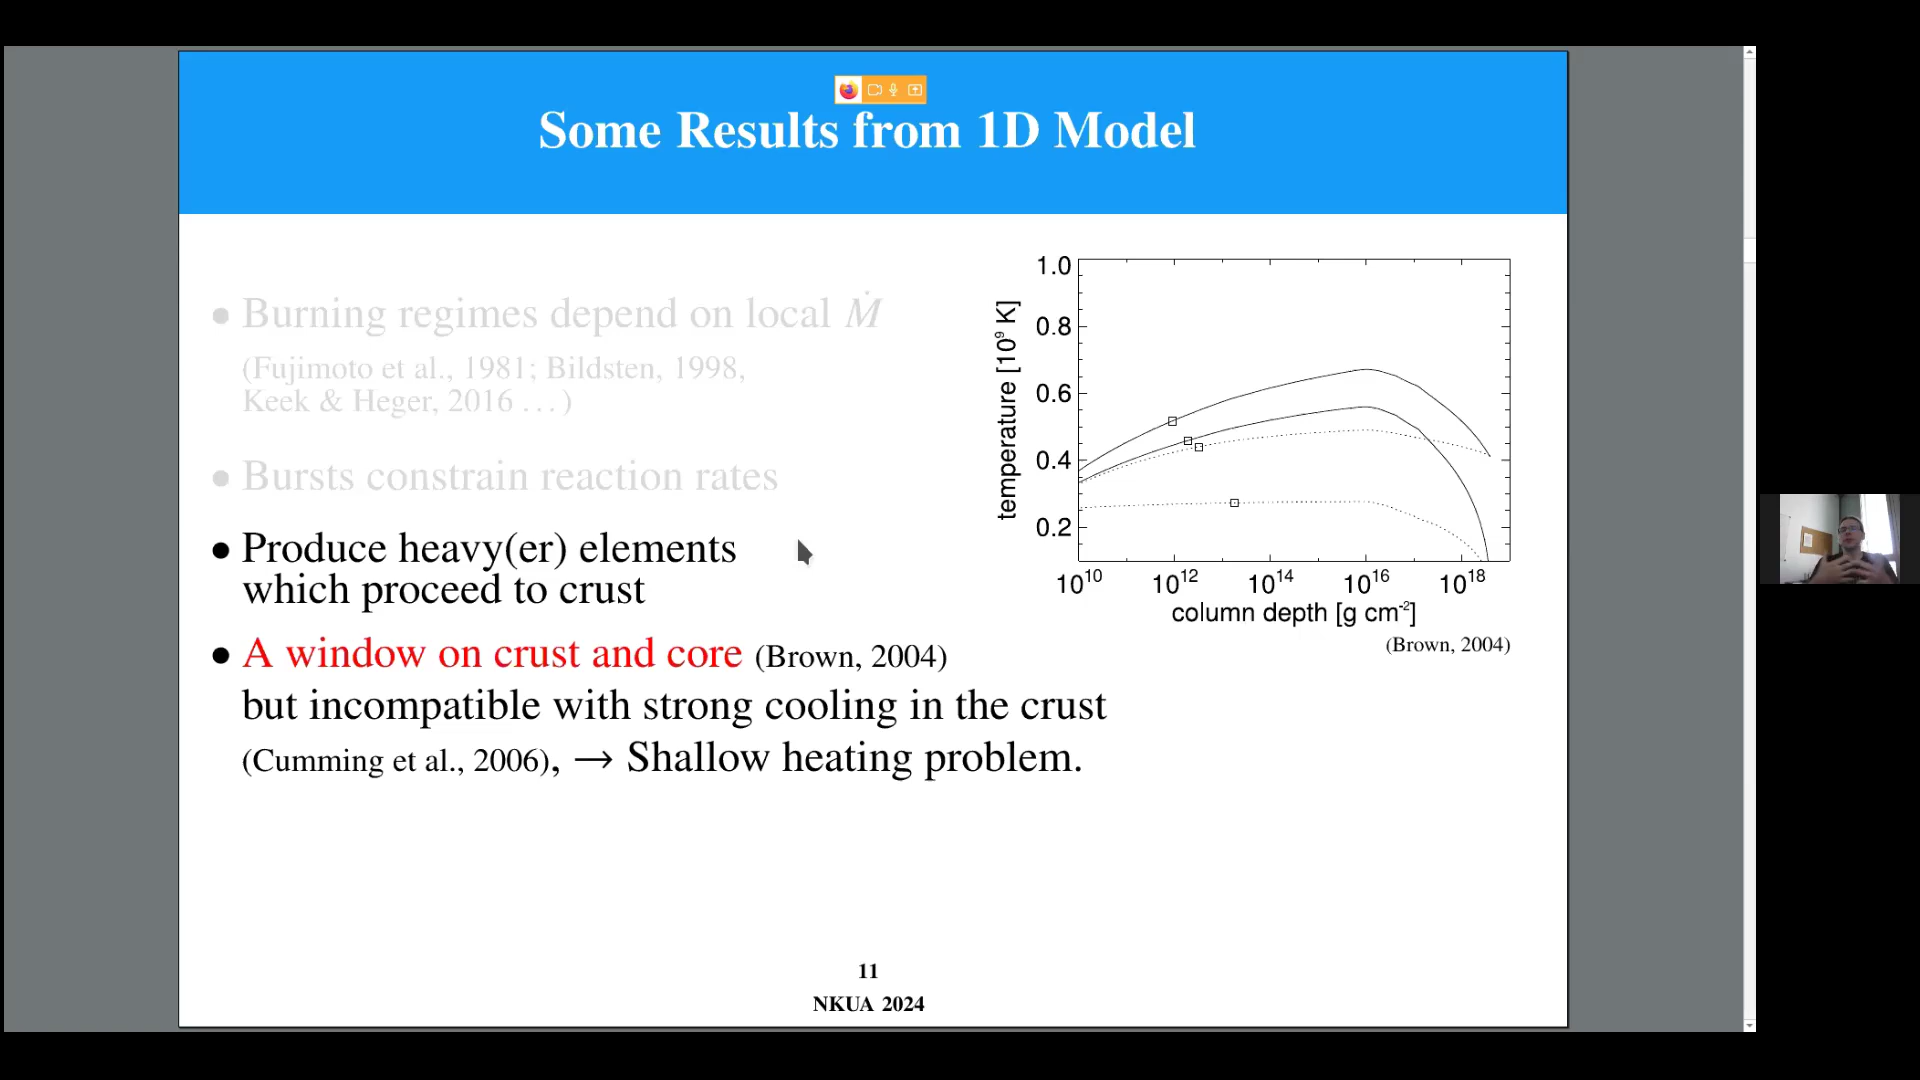 Some Results from 1D Model
• Burning regimes depend on local Ṁ
(Fujimoto et al., 1981; Bildsten, 1998,
Keek & Heger, 2016 ...)
• Bursts constrain reaction rates
• Produce heavy(er) elements
which proceed to crust
• A window on crust and core (Brown, 2004)
but incompatible with strong cooling in the crust
(Cumming et al., 2006), → Shallow heating problem.
temperature [10⁹ K]
1.0
0.8
0.6
0.4
0.2
10¹⁰ 10¹² 10¹⁴ 10¹⁶ 10¹⁸
column depth [g cm⁻²]
(Brown, 2004)
11
NKUA 2024